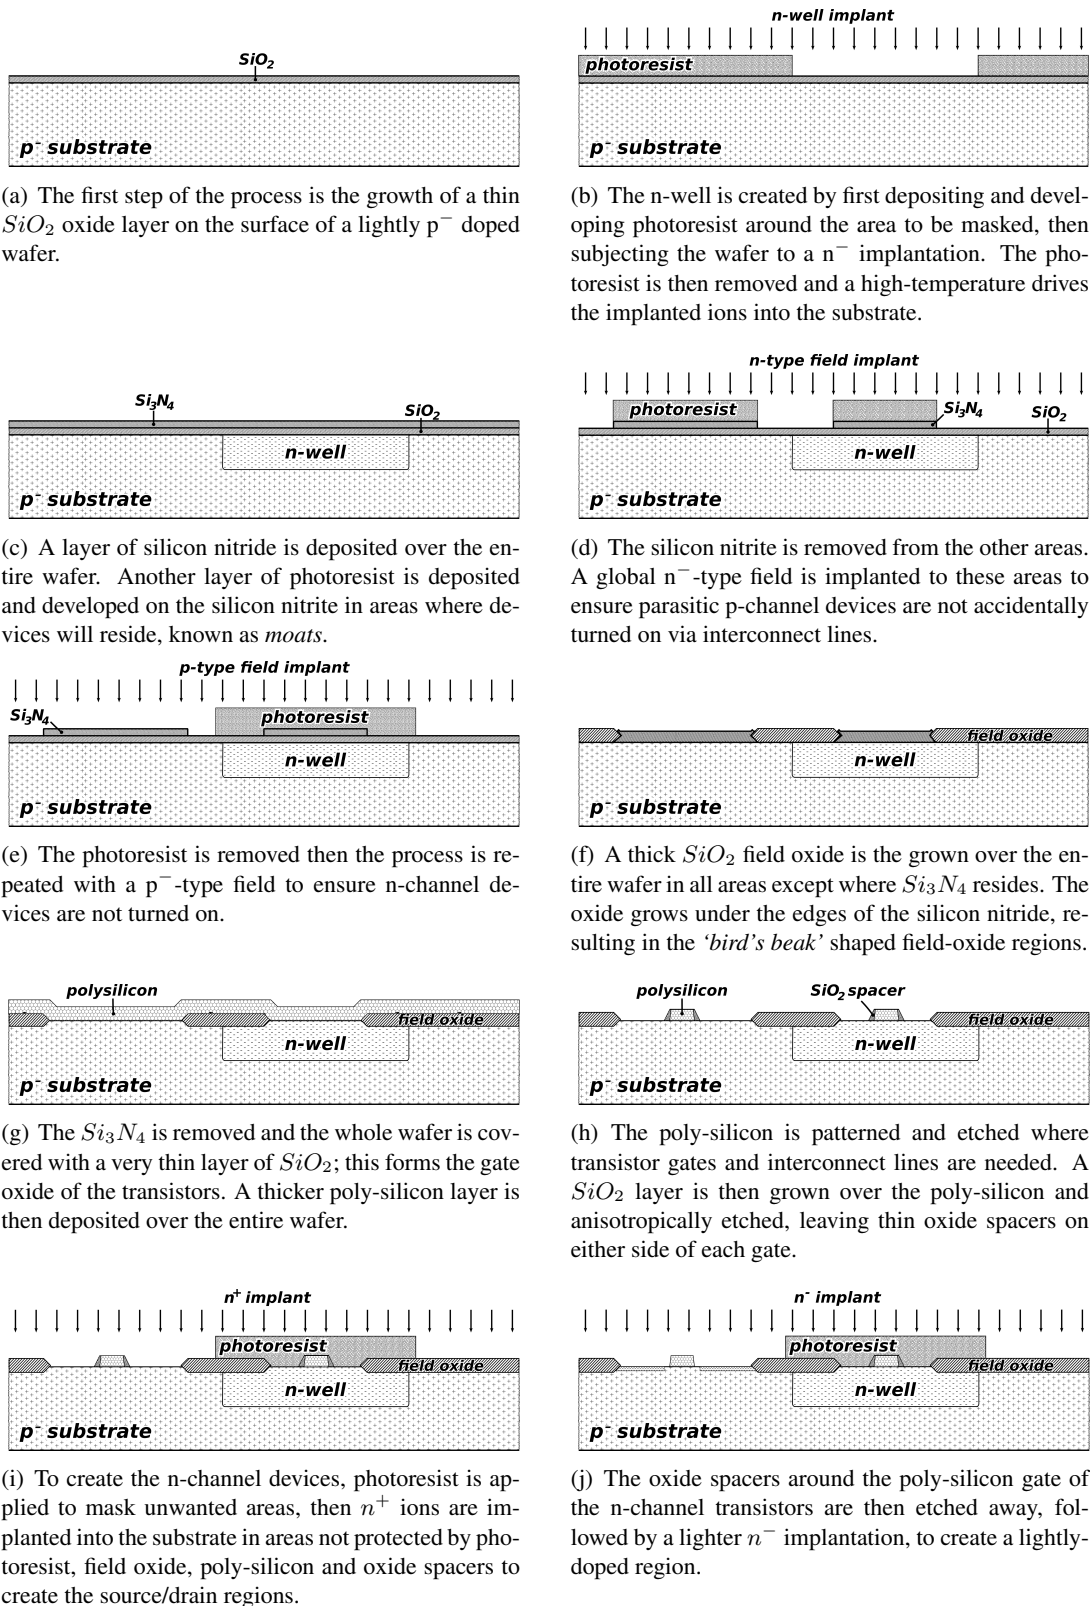 SiO2
p- substrate
(a) The first step of the process is the growth of a thin
SiO2 oxide layer on the surface of a lightly p− doped
wafer.
n-well implant
photoresist
p- substrate
(b) The n-well is created by first depositing and devel-
oping photoresist around the area to be masked, then
subjecting the wafer to a n− implantation. The pho-
toresist is then removed and a high-temperature drives
the implanted ions into the substrate.
Si3N4
SiO2
n-well
p- substrate
(c) A layer of silicon nitride is deposited over the en-
tire wafer. Another layer of photoresist is deposited
and developed on the silicon nitrite in areas where de-
vices will reside, known as moats.
n-type field implant
photoresist
Si3N4
SiO2
n-well
p- substrate
(d) The silicon nitrite is removed from the other areas.
A global n−-type field is implanted to these areas to
ensure parasitic p-channel devices are not accidentally
turned on via interconnect lines.
p-type field implant
Si3N4
photoresist
n-well
p- substrate
(e) The photoresist is removed then the process is re-
peated with a p−-type field to ensure n-channel de-
vices are not turned on.
field oxide
n-well
p- substrate
(f) A thick SiO2 field oxide is the grown over the en-
tire wafer in all areas except where Si3N4 resides. The
oxide grows under the edges of the silicon nitride, re-
sulting in the ‘bird’s beak’ shaped field-oxide regions.
polysilicon
field oxide
n-well
p- substrate
(g) The Si3N4 is removed and the whole wafer is cov-
ered with a very thin layer of SiO2; this forms the gate
oxide of the transistors. A thicker poly-silicon layer is
then deposited over the entire wafer.
polysilicon
SiO2 spacer
field oxide
n-well
p- substrate
(h) The poly-silicon is patterned and etched where
transistor gates and interconnect lines are needed. A
SiO2 layer is then grown over the poly-silicon and
anisotropically etched, leaving thin oxide spacers on
either side of each gate.
n+ implant
photoresist
field oxide
n-well
p- substrate
(i) To create the n-channel devices, photoresist is ap-
plied to mask unwanted areas, then n+ ions are im-
planted into the substrate in areas not protected by pho-
toresist, field oxide, poly-silicon and oxide spacers to
create the source/drain regions.
n- implant
photoresist
field oxide
n-well
p- substrate
(j) The oxide spacers around the poly-silicon gate of
the n-channel transistors are then etched away, fol-
lowed by a lighter n− implantation, to create a lightly-
doped region.